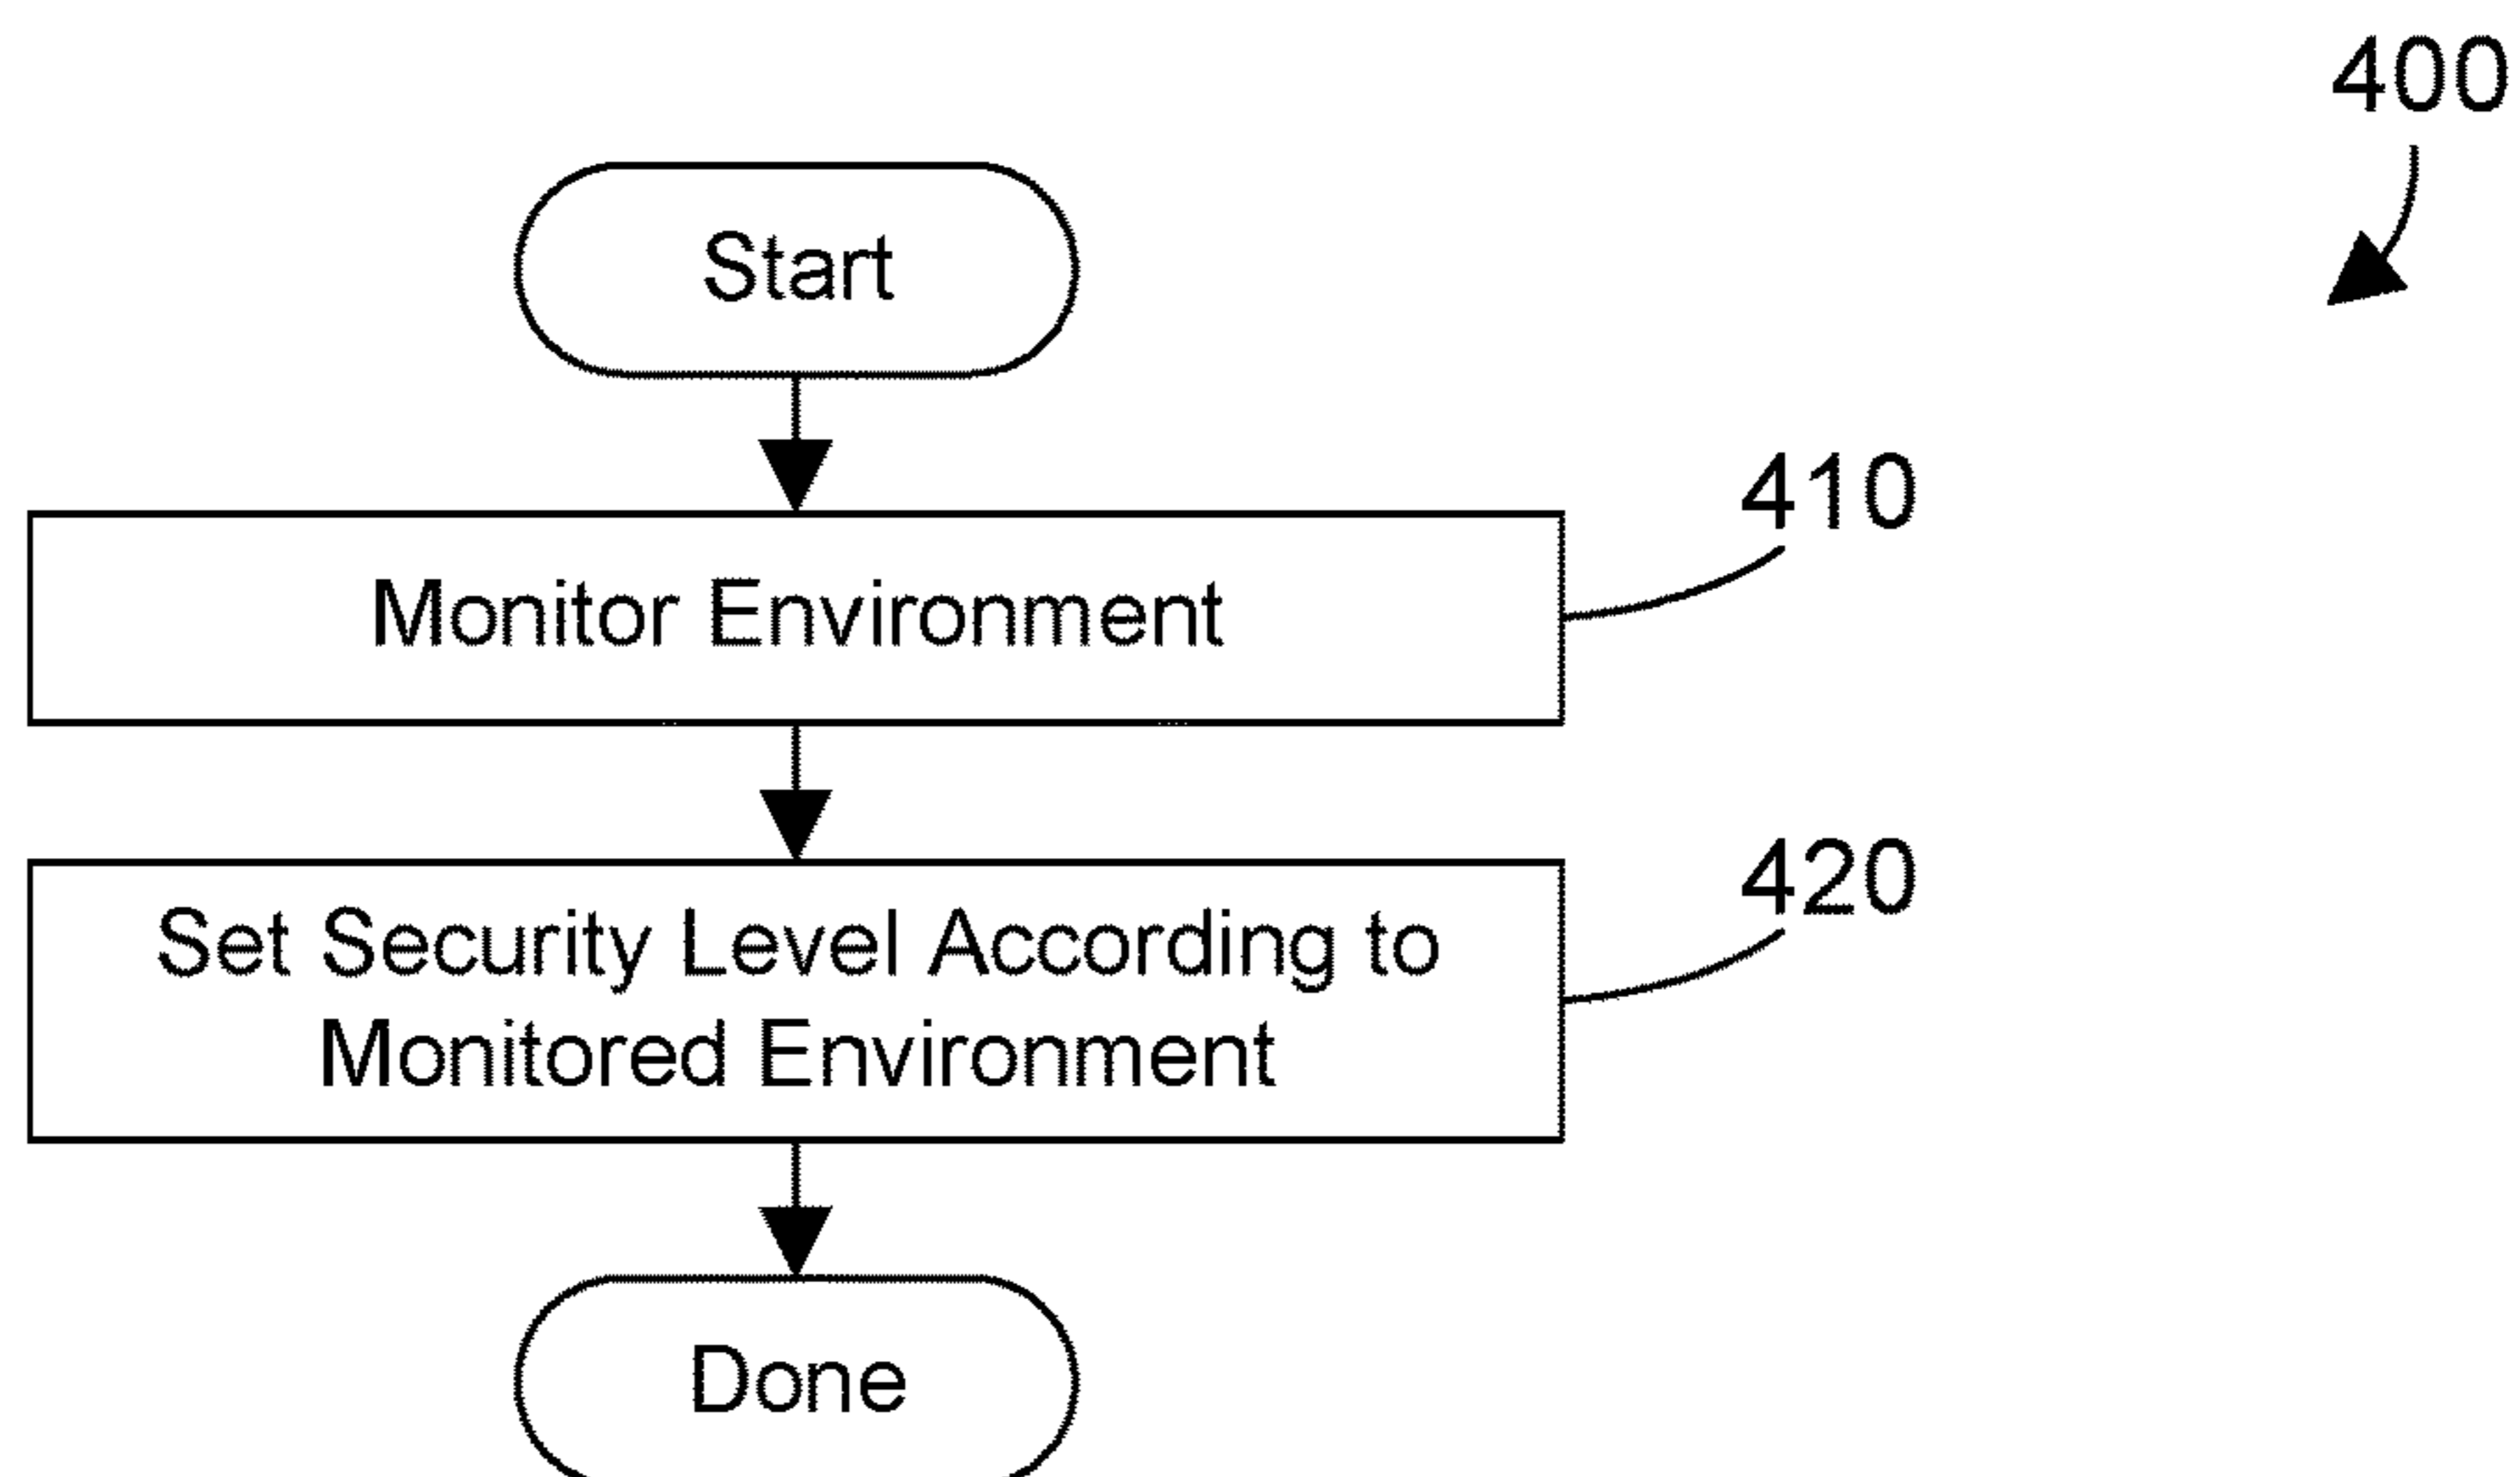 400
Start
410
Monitor Environment
420
Set Security Level According to
Monitored Environment
Done